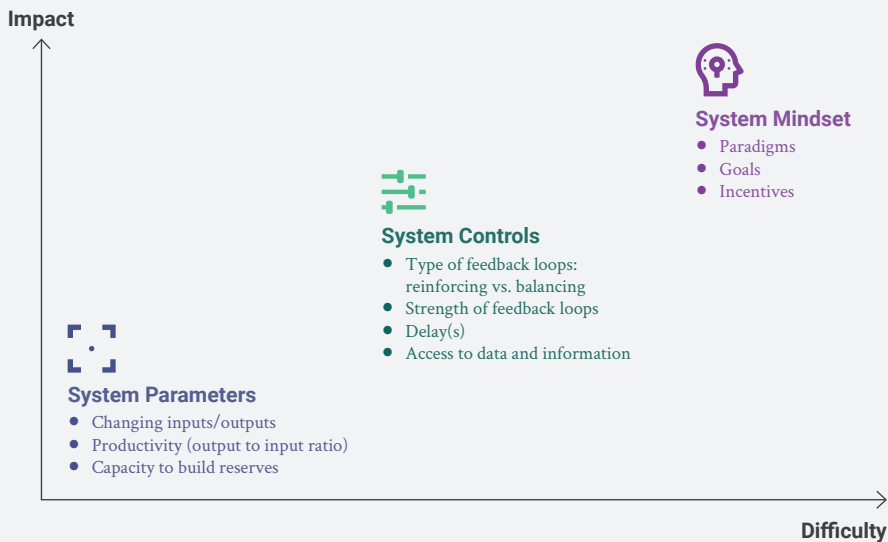 Impact
System Mindset
Paradigms
Goals
Incentives
System Controls
Type of feedback loops:
reinforcing vs. balancing
Strength of feedback loops
Delay(s)
Access to data and information
System Parameters
Changing inputs/outputs
Productivity (output to input ratio)
Capacity to build reserves
Difficulty